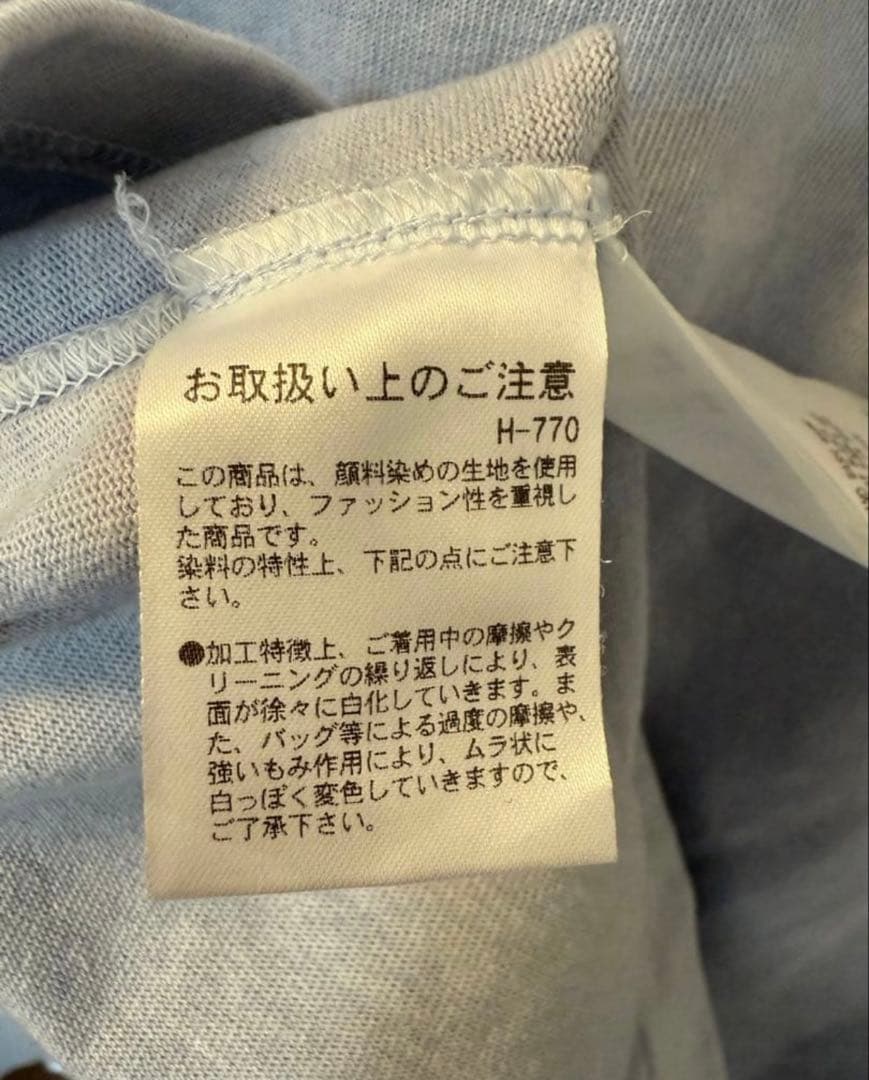 お取扱い上のご注意
H-770
この商品は、顔料染めの生地を使用
しており、ファッション性を重視し
た商品です。
染料の特性上、下記の点にご注意下
さい。
●加工特徴上、ご着用中の摩擦やク
リーニングの繰り返しにより、表
面が徐々に白化していきます。ま
た、バッグ等による過度の摩擦や、
強いもみ作用により、ムラ状に
白っぽく変色していきますので、
ご了承下さい。